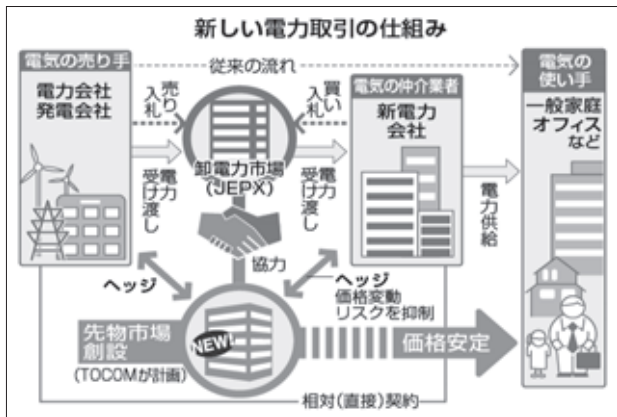 新しい電力取引の仕組み
電気の売り手
従来の流れ
電気の
使い手
電力会社
発電会社
売り
入札
買い
入札
電気の仲介業者
新電力
会社
一般家庭
オフィス
など
卸電力市場
(JEPX)
電力
受け渡し
電力
受け渡し
電力供給
協力
ヘッジ
ヘッジ
価格変動
リスクを抑制
先物市場
創設
NEW!
(TOCOMが計画)
価格安定
相対(直接)契約